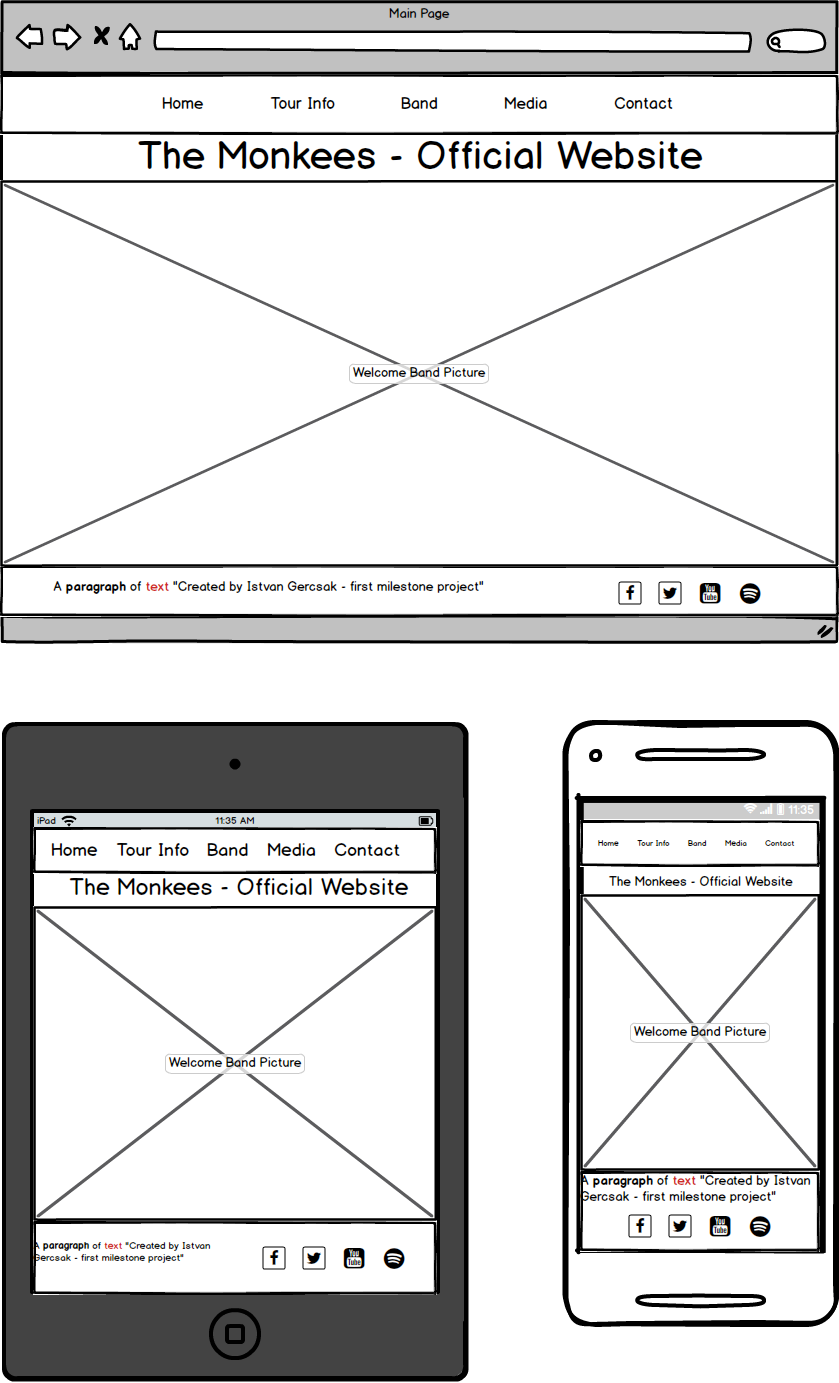 Main Page
Home Tour Info Band Media Contact
The Monkees - Official Website
Welcome Band Picture
A paragraph of text "Created by Istvan Gercsak - first milestone project"
You Tube
iPad 11:35 AM
Home Tour Info Band Media Contact
The Monkees - Official Website
Welcome Band Picture
A paragraph of text "Created by Istvan
Gercsak - first milestone project"
You Tube
11:35
Home Tour Info Band Media Contact
The Monkees - Official Website
Welcome Band Picture
A paragraph of text "Created by Istvan
Gercsak - first milestone project"
You Tube